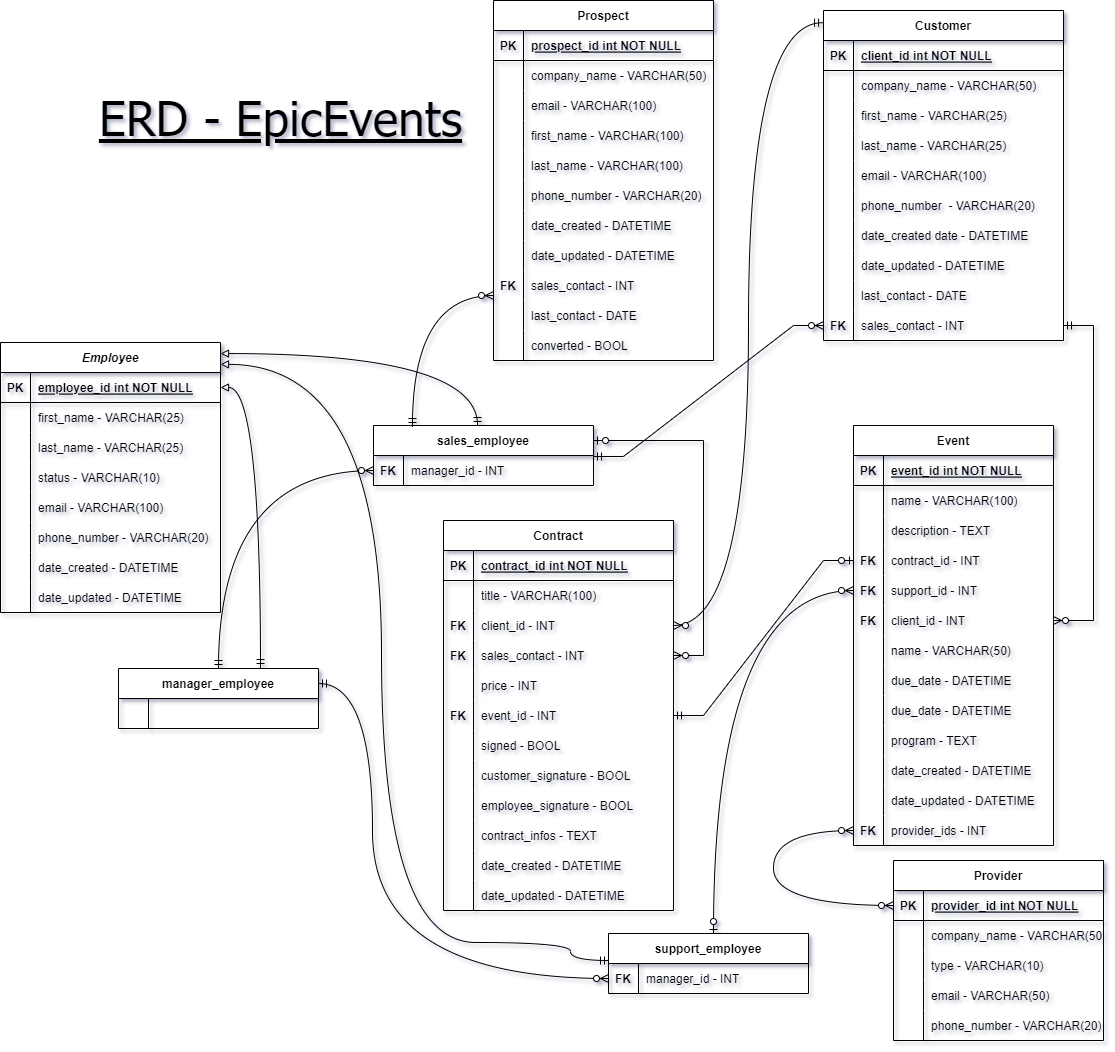 ERD - EpicEvents
Prospect
PK prospect_id int NOT NULL
company_name - VARCHAR(50)
email - VARCHAR(100)
first_name - VARCHAR(100)
last_name - VARCHAR(100)
phone_number - VARCHAR(20)
date_created - DATETIME
date_updated - DATETIME
FK sales_contact - INT
last_contact - DATE
converted - BOOL
Customer
PK client_id int NOT NULL
company_name - VARCHAR(50)
first_name - VARCHAR(25)
last_name - VARCHAR(25)
email - VARCHAR(100)
phone_number - VARCHAR(20)
date_created date - DATETIME
date_updated - DATETIME
last_contact - DATE
FK sales_contact - INT
Employee
PK employee_id int NOT NULL
first_name - VARCHAR(25)
last_name - VARCHAR(25)
status - VARCHAR(10)
email - VARCHAR(100)
phone_number - VARCHAR(20)
date_created - DATETIME
date_updated - DATETIME
sales_employee
FK manager_id - INT
Contract
PK contract_id int NOT NULL
title - VARCHAR(100)
FK client_id - INT
FK sales_contact - INT
price - INT
FK event_id - INT
signed - BOOL
customer_signature - BOOL
employee_signature - BOOL
contract_infos - TEXT
date_created - DATETIME
date_updated - DATETIME
Event
PK event_id int NOT NULL
name - VARCHAR(100)
description - TEXT
FK contract_id - INT
FK support_id - INT
FK client_id - INT
name - VARCHAR(50)
due_date - DATETIME
due_date - DATETIME
program - TEXT
date_created - DATETIME
date_updated - DATETIME
FK provider_ids - INT
manager_employee
support_employee
FK manager_id - INT
Provider
PK provider_id int NOT NULL
company_name - VARCHAR(50
type - VARCHAR(10)
email - VARCHAR(50)
phone_number - VARCHAR(20)